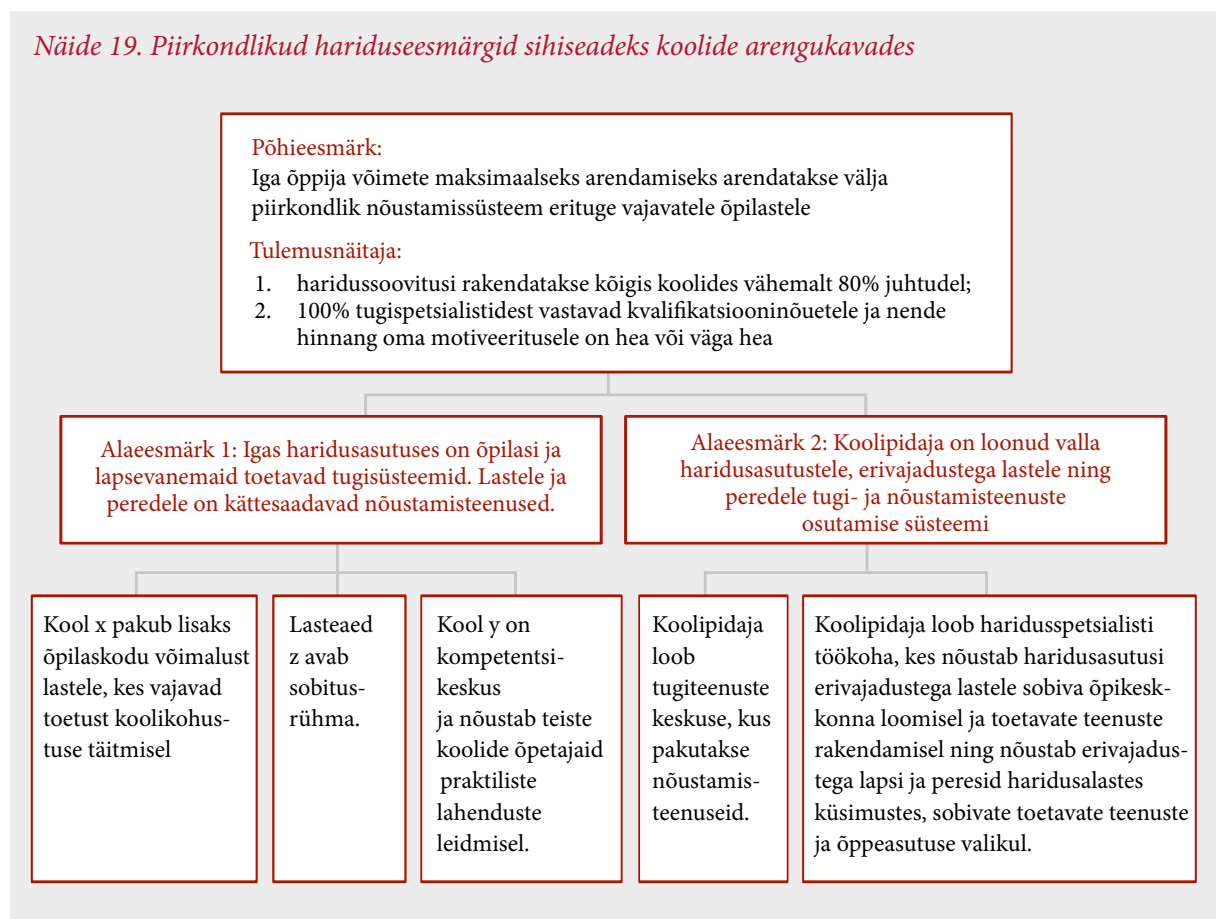 Näide 19. Piirkondlikud hariduseesmärgid sihiseadeks koolide arengukavades
Põhieesmärk:
Iga õppija võimete maksimaalseks arendamiseks arendatakse välja
piirkondlik nõustamissüsteem erituge vajavatele õpilastele
Tulemusnäitaja:
1. haridussoovitusi rakendatakse kõigis koolides vähemalt 80% juhtudel;
2. 100% tugispetsialistidest vastavad kvalifikatsiooninõuetele ja nende
hinnang oma motiveeritusele on hea või väga hea
Alaeesmärk 1: Igas haridusasutuses on õpilasi ja
lapsevanemaid toetavad tugisüsteemid. Lastele ja
peredele on kättesaadavad nõustamisteenused.
Alaeesmärk 2: Koolipidaja on loonud valla
haridusasutustele, erivajadustega lastele ning
peredele tugi- ja nõustamisteenuste
osutamise süsteemi
Kool x pakub lisaks
õpilaskodu võimalust
lastele, kes vajavad
toetust koolikohus-
tuse täitmisel
Lasteaed
z avab
sobitus-
rühma.
Kool y on
kompetentsi-
keskus
ja nõustab teiste
koolide õpetajaid
praktiliste
lahenduste
leidmisel.
Koolipidaja
loob
tugiteenuste
keskuse, kus
pakutakse
nõustamis-
teenuseid.
Koolipidaja loob haridusspetsialisti
töökoha, kes nõustab haridusasutusi
erivajadustega lastele sobiva õpikesk-
konna loomisel ja toetavate teenuste
rakendamisel ning nõustab erivajadus-
tega lapsi ja peresid haridusalastes
küsimustes, sobivate toetavate teenuste
ja õppeasutuse valikul.